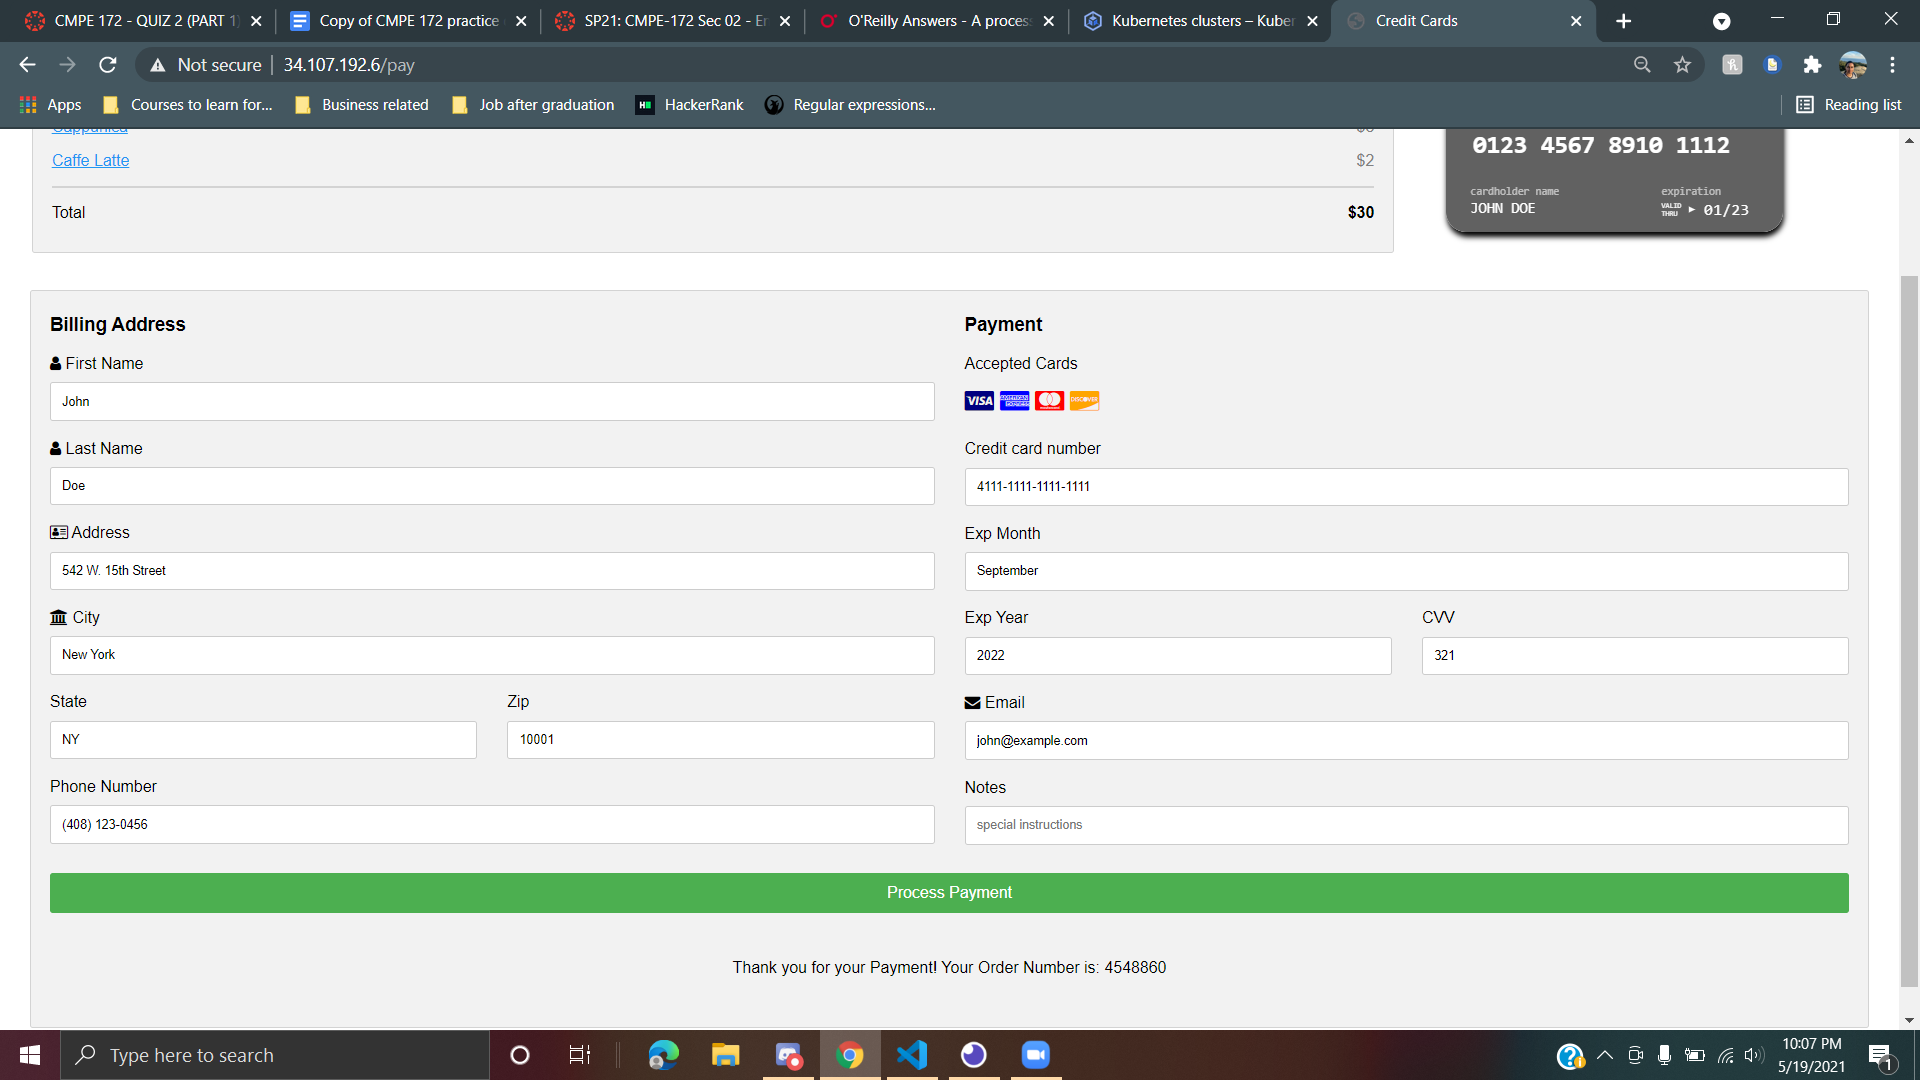 CMPE 172 - QUIZ 2 (PART 1)
Copy of CMPE 172 practice
SP21: CMPE-172 Sec 02 - En
O'Reilly Answers - A process
Kubernetes clusters – Kuber
Credit Cards
Not secure
34.107.192.6/pay
Apps
Courses to learn for...
Business related
Job after graduation
HackerRank
Regular expressions...
Reading list
Caffe Latte
$2
Total
$30
0123 4567 8910 1112
cardholder name
JOHN DOE
expiration
VALID THRU
01/23
Billing Address
First Name
John
Last Name
Doe
Address
542 W. 15th Street
City
New York
State
NY
Zip
10001
Phone Number
(408) 123-0456
Payment
Accepted Cards
VISA
AMERICAN EXPRESS
DISCOVER
Credit card number
4111-1111-1111-1111
Exp Month
September
Exp Year
2022
CVV
321
Email
john@example.com
Notes
special instructions
Process Payment
Thank you for your Payment! Your Order Number is: 4548860
Type here to search
10:07 PM
5/19/2021
1